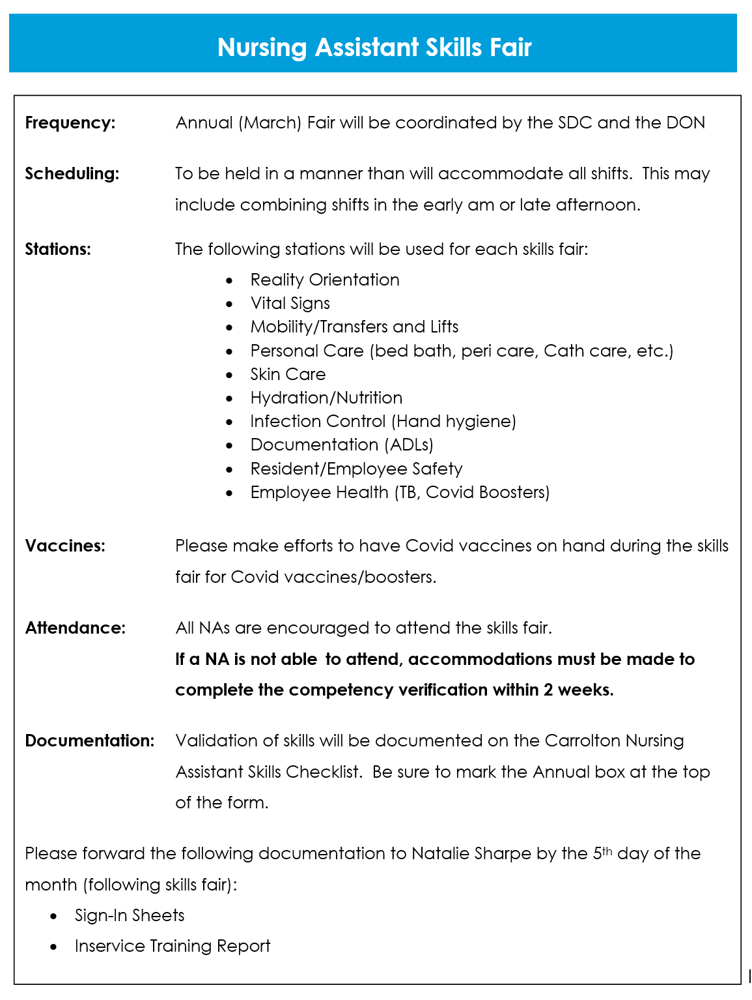 Nursing Assistant Skills Fair
Frequency: Annual (March) Fair will be coordinated by the SDC and the DON
Scheduling: To be held in a manner than will accommodate all shifts.  This may
include combining shifts in the early am or late afternoon.
Stations: The following stations will be used for each skills fair:
• Reality Orientation
• Vital Signs
• Mobility/Transfers and Lifts
• Personal Care (bed bath, peri care, Cath care, etc.)
• Skin Care
• Hydration/Nutrition
• Infection Control (Hand hygiene)
• Documentation (ADLs)
• Resident/Employee Safety
• Employee Health (TB, Covid Boosters)
Vaccines: Please make efforts to have Covid vaccines on hand during the skills
fair for Covid vaccines/boosters.
Attendance: All NAs are encouraged to attend the skills fair.
If a NA is not able to attend, accommodations must be made to
complete the competency verification within 2 weeks.
Documentation: Validation of skills will be documented on the Carrolton Nursing
Assistant Skills Checklist.  Be sure to mark the Annual box at the top
of the form.
Please forward the following documentation to Natalie Sharpe by the 5th day of the
month (following skills fair):
• Sign-In Sheets
• Inservice Training Report